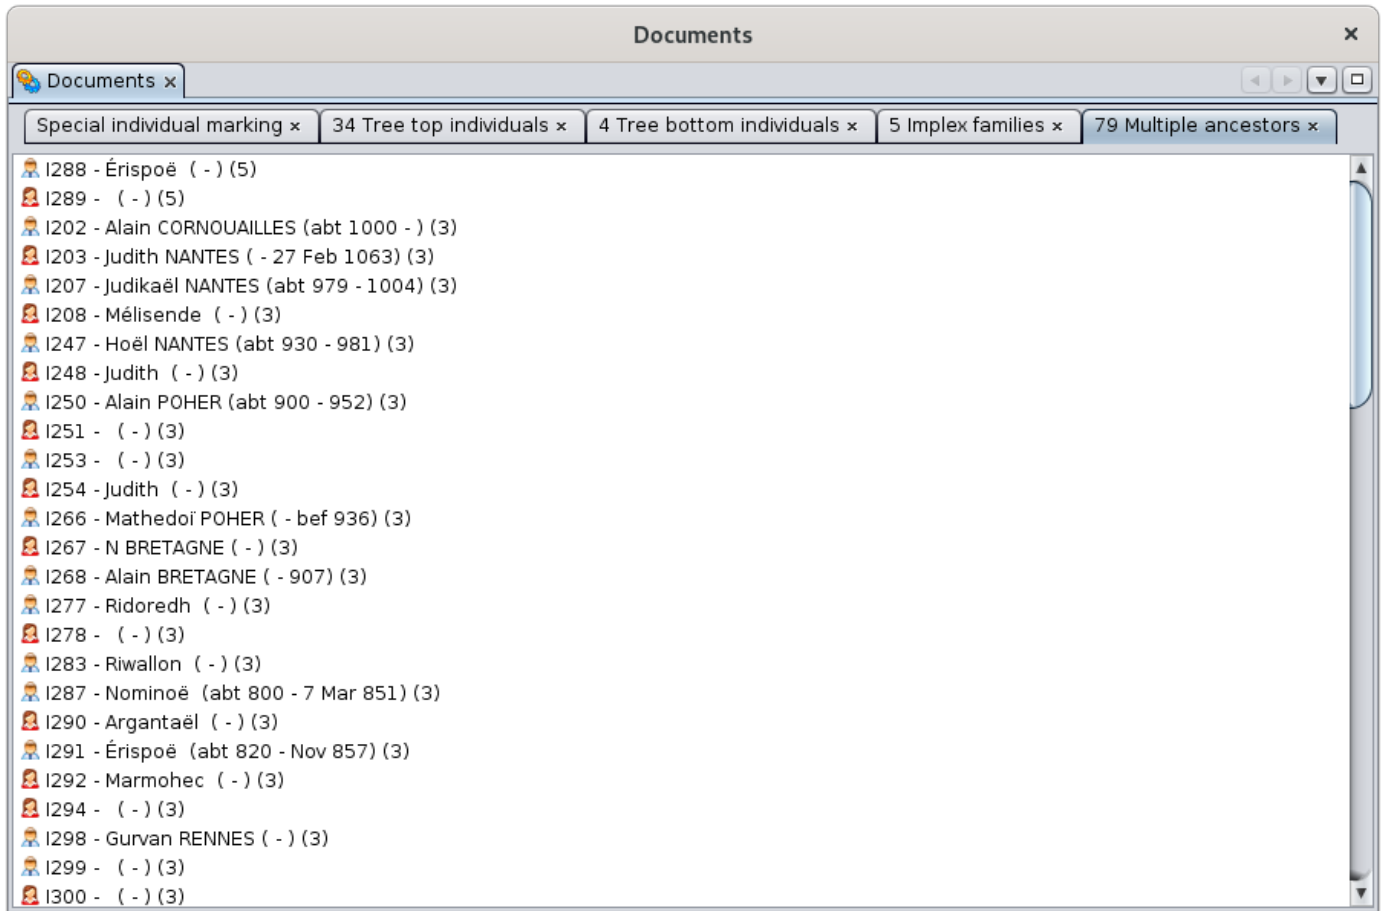 Documents
Documents
Special individual marking 34 Tree top individuals 4 Tree bottom individuals 5 Implex families 79 Multiple ancestors
I288 - Érispoë ( - ) (5)
I289 - ( - ) (5)
I202 - Alain CORNOUAILLES (abt 1000 - ) (3)
I203 - Judith NANTES ( - 27 Feb 1063) (3)
I207 - Judikaël NANTES (abt 979 - 1004) (3)
I208 - Mélisende ( - ) (3)
I247 - Hoël NANTES (abt 930 - 981) (3)
I248 - Judith ( - ) (3)
I250 - Alain POHER (abt 900 - 952) (3)
I251 - ( - ) (3)
I253 - ( - ) (3)
I254 - Judith ( - ) (3)
I266 - Mathedoï POHER ( - bef 936) (3)
I267 - N BRETAGNE ( - ) (3)
I268 - Alain BRETAGNE ( - 907) (3)
I277 - Ridoredh ( - ) (3)
I278 - ( - ) (3)
I283 - Riwallon ( - ) (3)
I287 - Nominoë (abt 800 - 7 Mar 851) (3)
I290 - Argantaël ( - ) (3)
I291 - Érispoë (abt 820 - Nov 857) (3)
I292 - Marmohec ( - ) (3)
I294 - ( - ) (3)
I298 - Gurvan RENNES ( - ) (3)
I299 - ( - ) (3)
I300 - ( - ) (3)